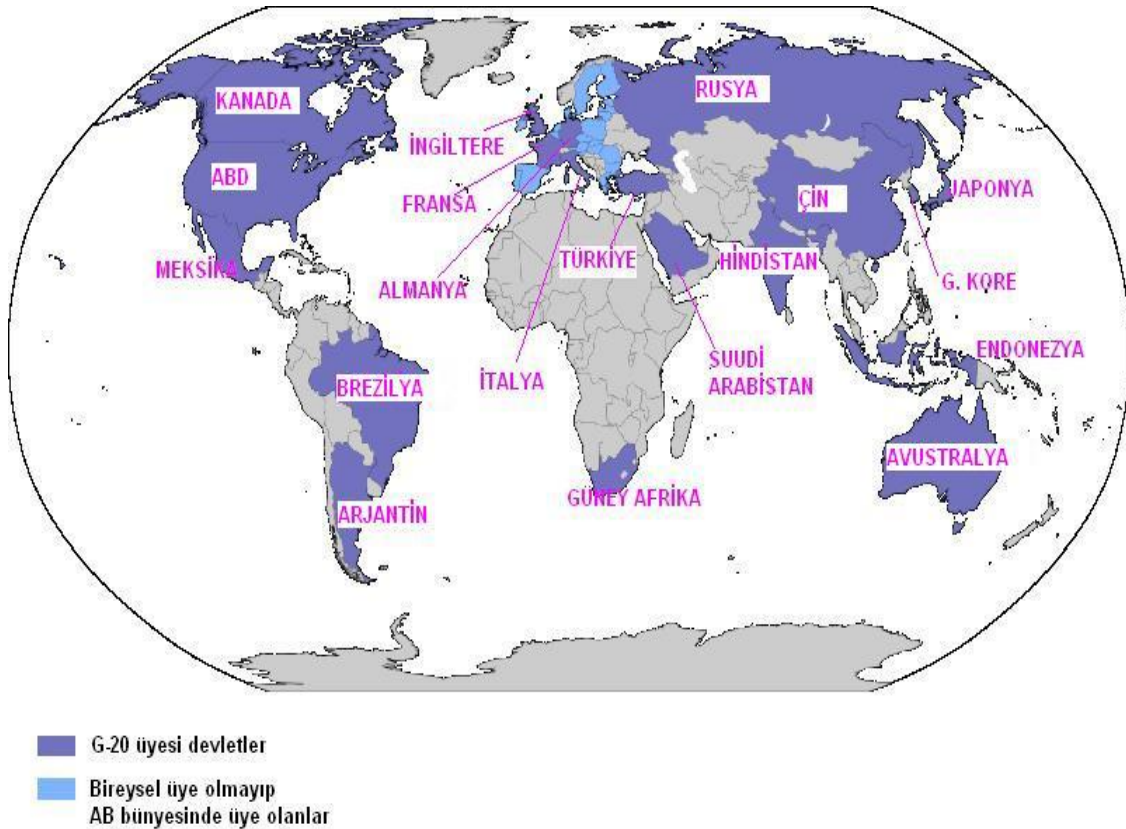 KANADA
RUSYA
İNGİLTERE
ABD
FRANSA
ÇİN
JAPONYA
MEKSİKA
ALMANYA
TÜRKİYE
HİNDİSTAN
G. KORE
İTALYA
SUUDİ
ARABİSTAN
ENDONEZYA
BREZİLYA
AVUSTRALYA
ARJANTİN
GÜNEY AFRİKA
G-20 üyesi devletler
Bireysel üye olmayıp
AB bünyesinde üye olanlar